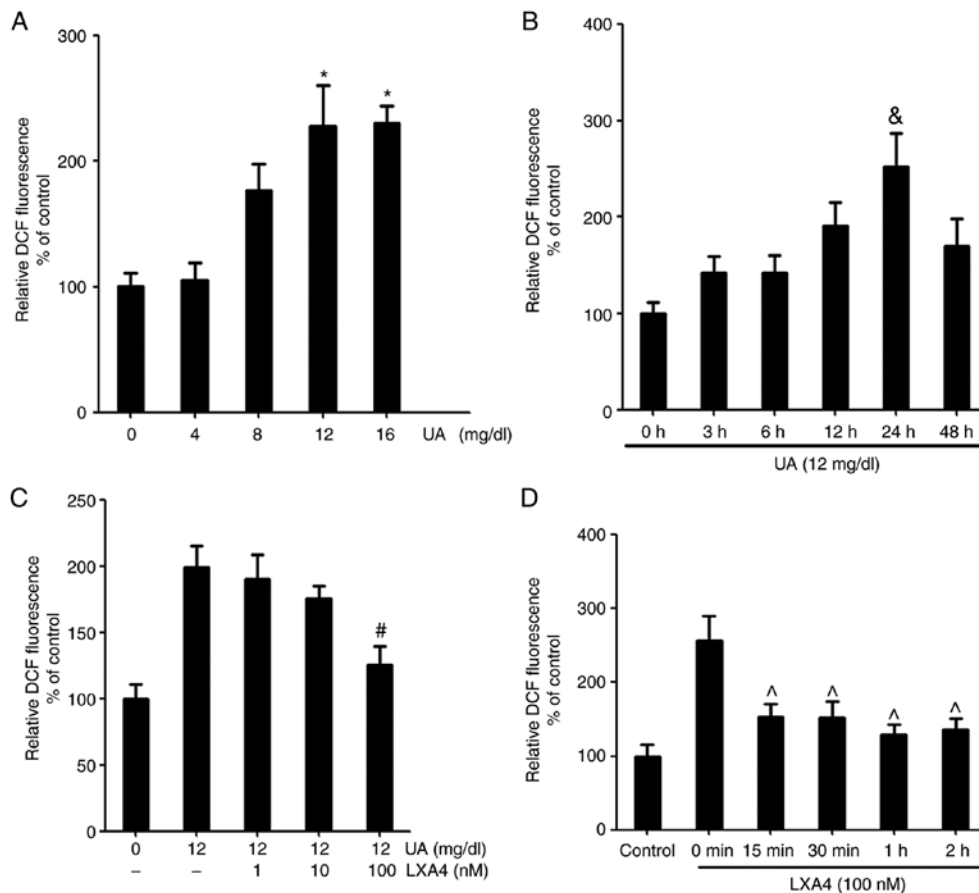 A
Relative DCF fluorescence
% of control
300
200
100
0
*
*
0 4 8 12 16 UA (mg/dl)
B
Relative DCF fluorescence
% of control
400
300
200
100
0
&
0 h 3 h 6 h 12 h 24 h 48 h
UA (12 mg/dl)
C
Relative DCF fluorescence
% of control
250
200
150
100
50
0
#
0 12 12 12 12 UA (mg/dl)
– – 1 10 100 LXA4 (nM)
D
Relative DCF fluorescence
% of control
400
300
200
100
0
^ ^ ^ ^
Control 0 min 15 min 30 min 1 h 2 h
LXA4 (100 nM)